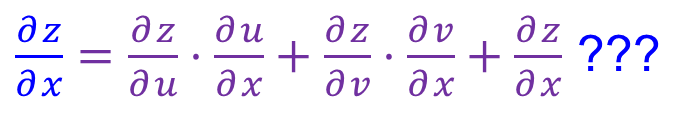 ∂z/∂x = ∂z/∂u · ∂u/∂x + ∂z/∂v · ∂v/∂x + ∂z/∂x ???